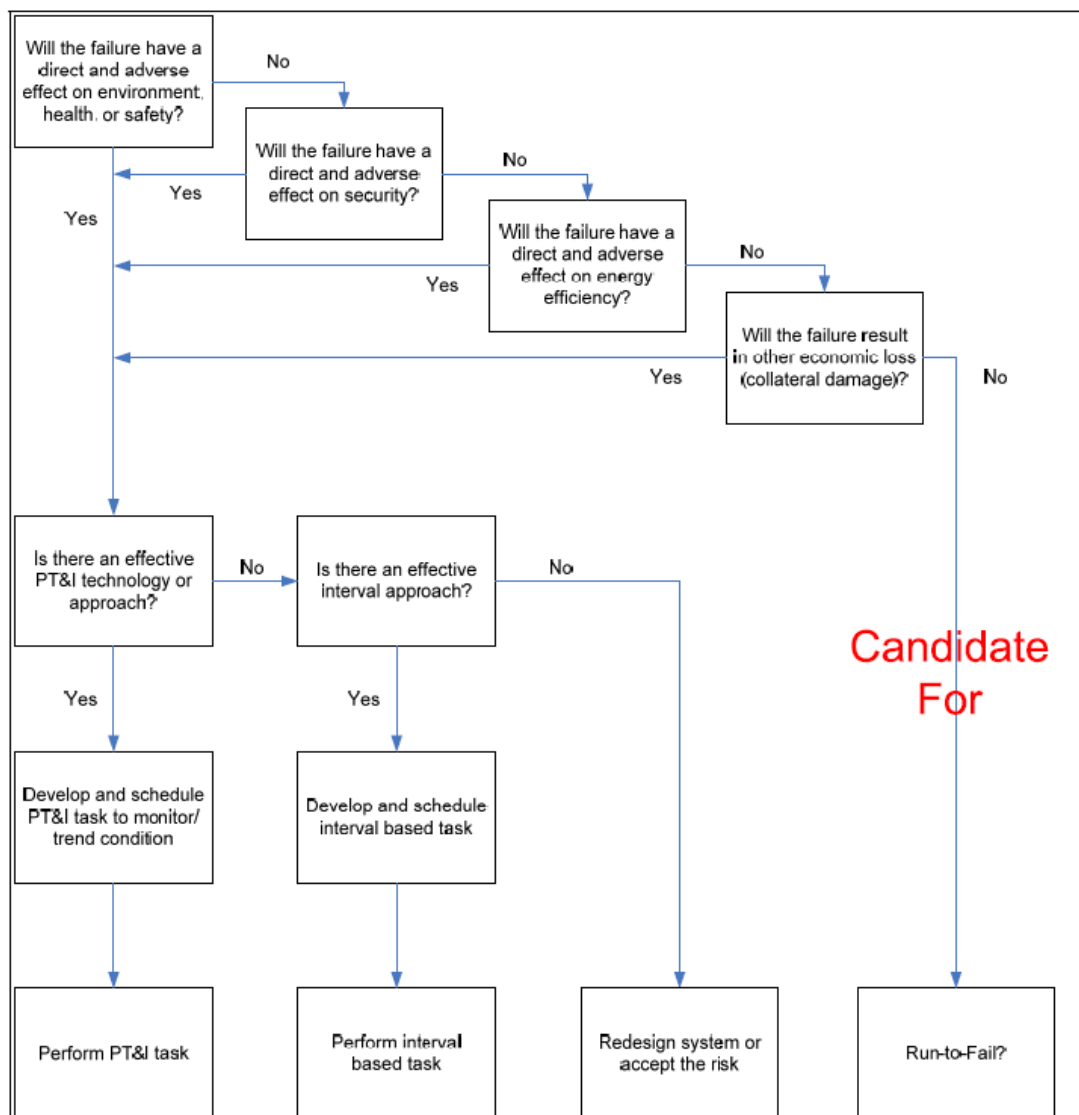 Will the failure have a
direct and adverse
effect on environment,
health, or safety?
No
Will the failure have a
direct and adverse
effect on security?
No
Yes
Yes
Will the failure have a
direct and adverse
effect on energy
efficiency?
No
Yes
Will the failure result
in other economic loss
(collateral damage)?
Yes
No
Is there an effective
PT&I technology or
approach?
No
Is there an effective
interval approach?
No
Candidate
For
Yes
Yes
Develop and schedule
PT&I task to monitor/
trend condition
Develop and schedule
interval based task
Perform PT&I task
Perform interval
based task
Redesign system or
accept the risk
Run-to-Fail?